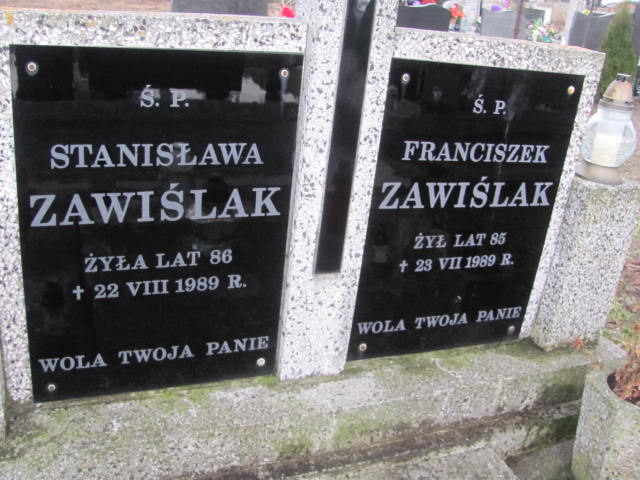 Ś. P.
STANISŁAWA
ZAWIŚLAK
ŻYŁA LAT 86
✝ 22 VIII 1989 R.
WOLA TWOJA PANIE
Ś. P.
FRANCISZEK
ZAWIŚLAK
ŻYŁ LAT 85
✝ 23 VII 1989 R.
WOLA TWOJA PANIE